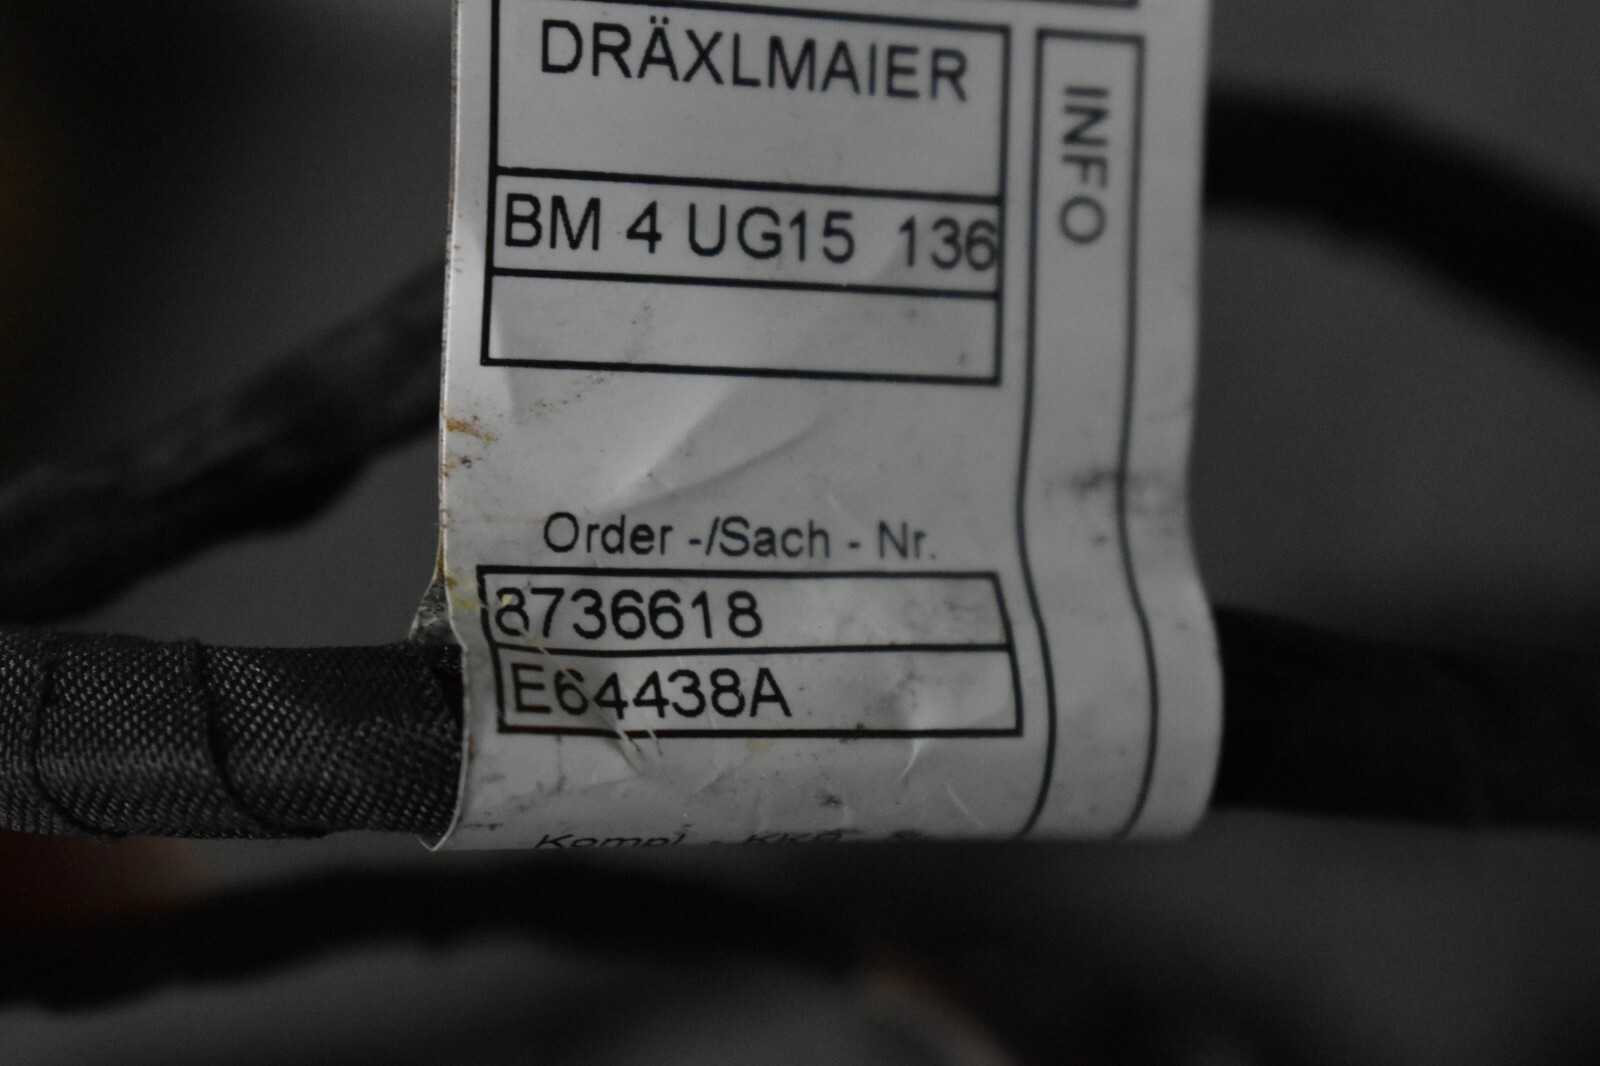 DRÄXLMAIER
INFO
BM 4 UG15 136
Order -/Sach - Nr.
8736618
E64438A